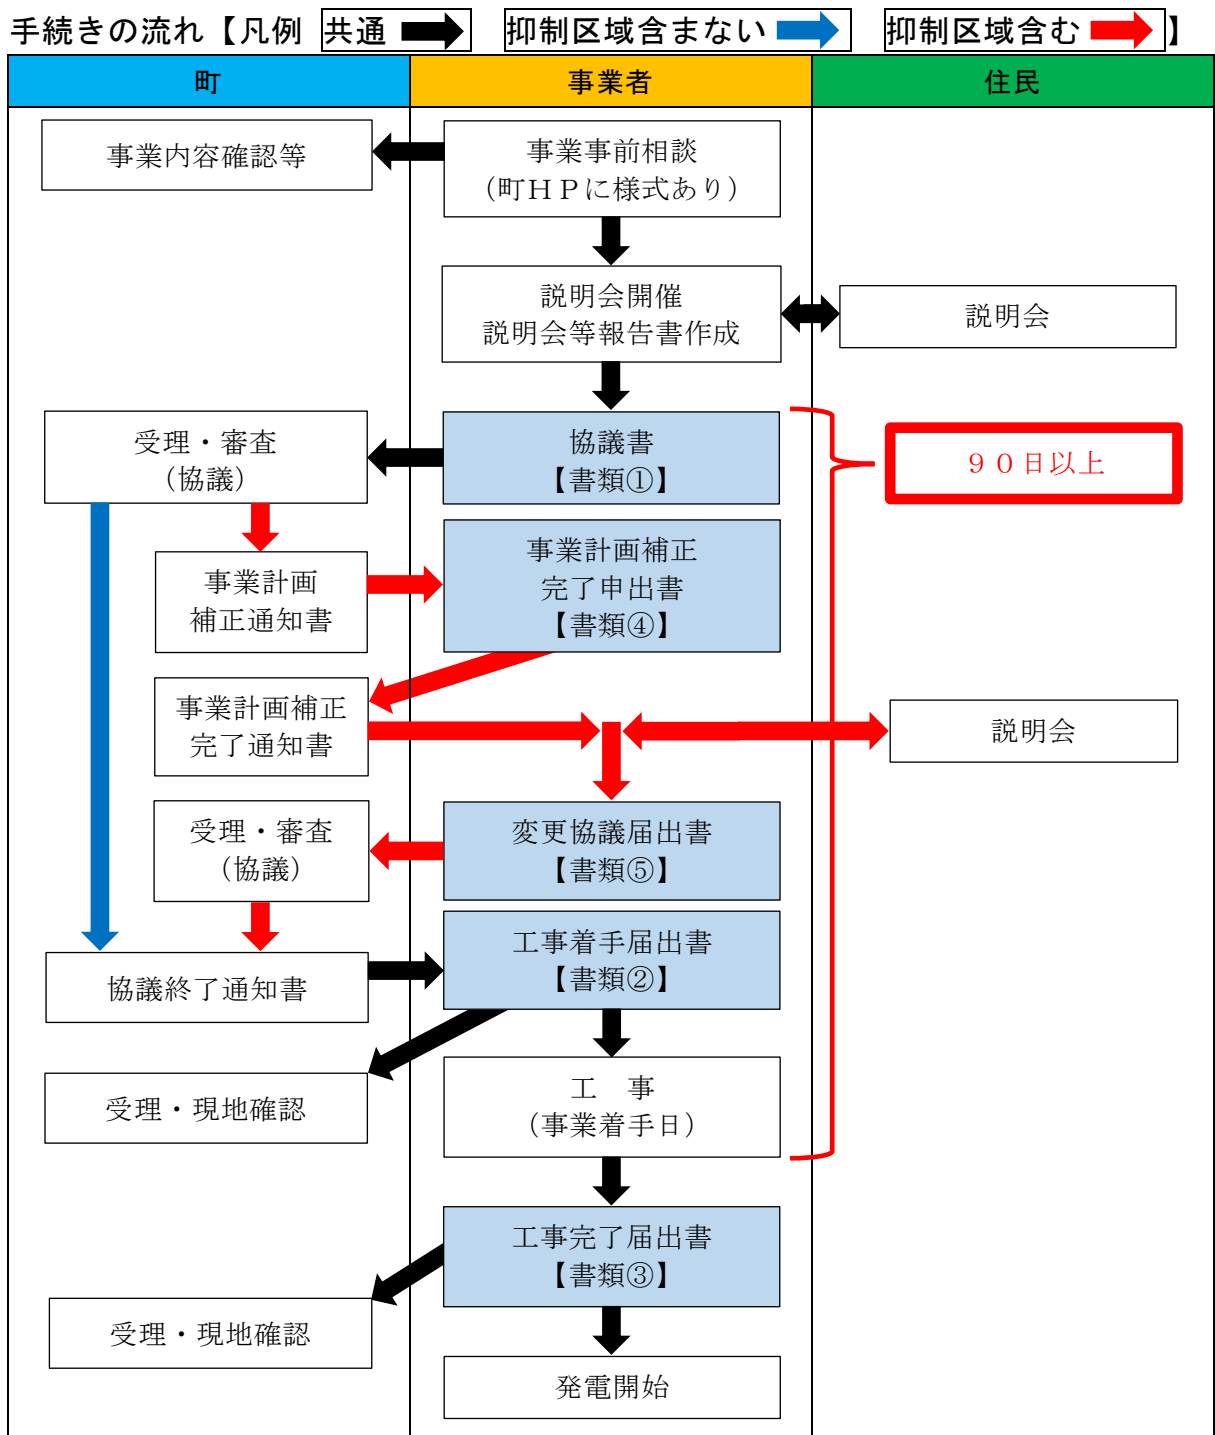 手続きの流れ【凡例 共通 抑制区域含まない 抑制区域含む 】
町 事業者 住民
事業内容確認等
事業事前相談
（町ＨＰに様式あり）
説明会開催
説明会等報告書作成
説明会
受理・審査
（協議）
協議書
【書類①】
９０日以上
事業計画
補正通知書
事業計画補正
完了申出書
【書類④】
事業計画補正
完了通知書
説明会
受理・審査
（協議）
変更協議届出書
【書類⑤】
協議終了通知書
工事着手届出書
【書類②】
受理・現地確認
工　事
（事業着手日）
工事完了届出書
【書類③】
受理・現地確認
発電開始